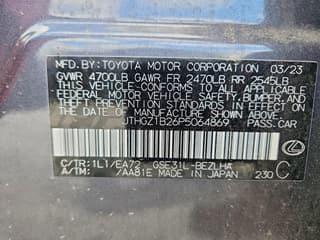 MFD. BY: TOYOTA MOTOR CORPORATION 03/23
GVWR 4700LB GAWR FR 2470LB RR 2545LB
THIS VEHICLE CONFORMS TO ALL APPLICABLE
FEDERAL MOTOR VEHICLE SAFETY, BUMPER, AND
THEFT PREVENTION STANDARDS IN EFFECT ON
THE DATE OF MANUFACTURE SHOWN ABOVE.
JTHGZ1B26P5064869 PASS. CAR
C/TR: 1L1/EA72 GSE31L-BEZLHA
A/TM: /AA81E MADE IN JAPAN 230 C